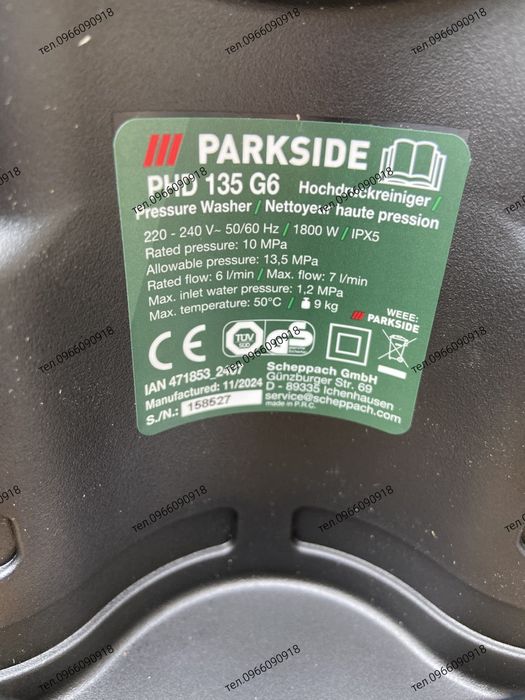 PARKSIDE
PHD 135 G6 Hochdruckreiniger /
Pressure Washer / Nettoyeur haute pression
220 - 240 V~ 50/60 Hz / 1800 W / IPX5
Rated pressure: 10 MPa
Allowable pressure: 13,5 MPa
Rated flow: 6 l/min / Max. flow: 7 l/min
Max. inlet water pressure: 1,2 MPa
Max. temperature: 50°C / 9 kg
WEEE:
PARKSIDE
CE
TÜV
SÜD
GS
IAN 471853
Manufactured: 11/2024
S./N.: 158527
Scheppach GmbH
Günzburger Str. 69
D - 89335 Ichenhausen
service@scheppach.com
made in P.R.C.
тел.0966090918